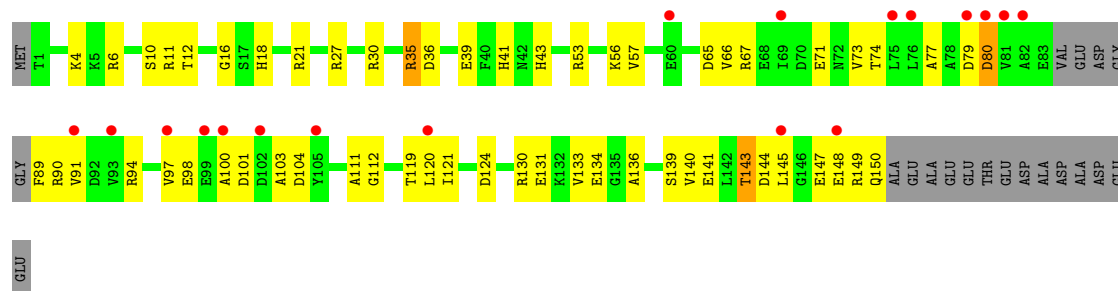 MET T1 K4 K5 R6 S10 R11 T12 G16 S17 H18 R21 R27 R30 R35 D36 E39 F40 H41 N42 H43 R53 K56 V57 E60 D65 V66 R67 E68 I69 D70 E71 N72 V73 T74 L75 L76 A77 A78 D79 D80 V81 A82 E83 VAL GLU ASP GLY
GLY F89 R90 V91 D92 V93 R94 V97 E98 E99 A100 D101 D102 A103 D104 Y105 A111 G112 T119 L120 I121 D124 R130 E131 K132 V133 E134 G135 A136 S139 V140 E141 L142 T143 D144 L145 G146 E147 E148 R149 Q150 ALA GLU ALA GLU GLU THR GLU ASP ALA ASP ALA ASP GLU
GLU